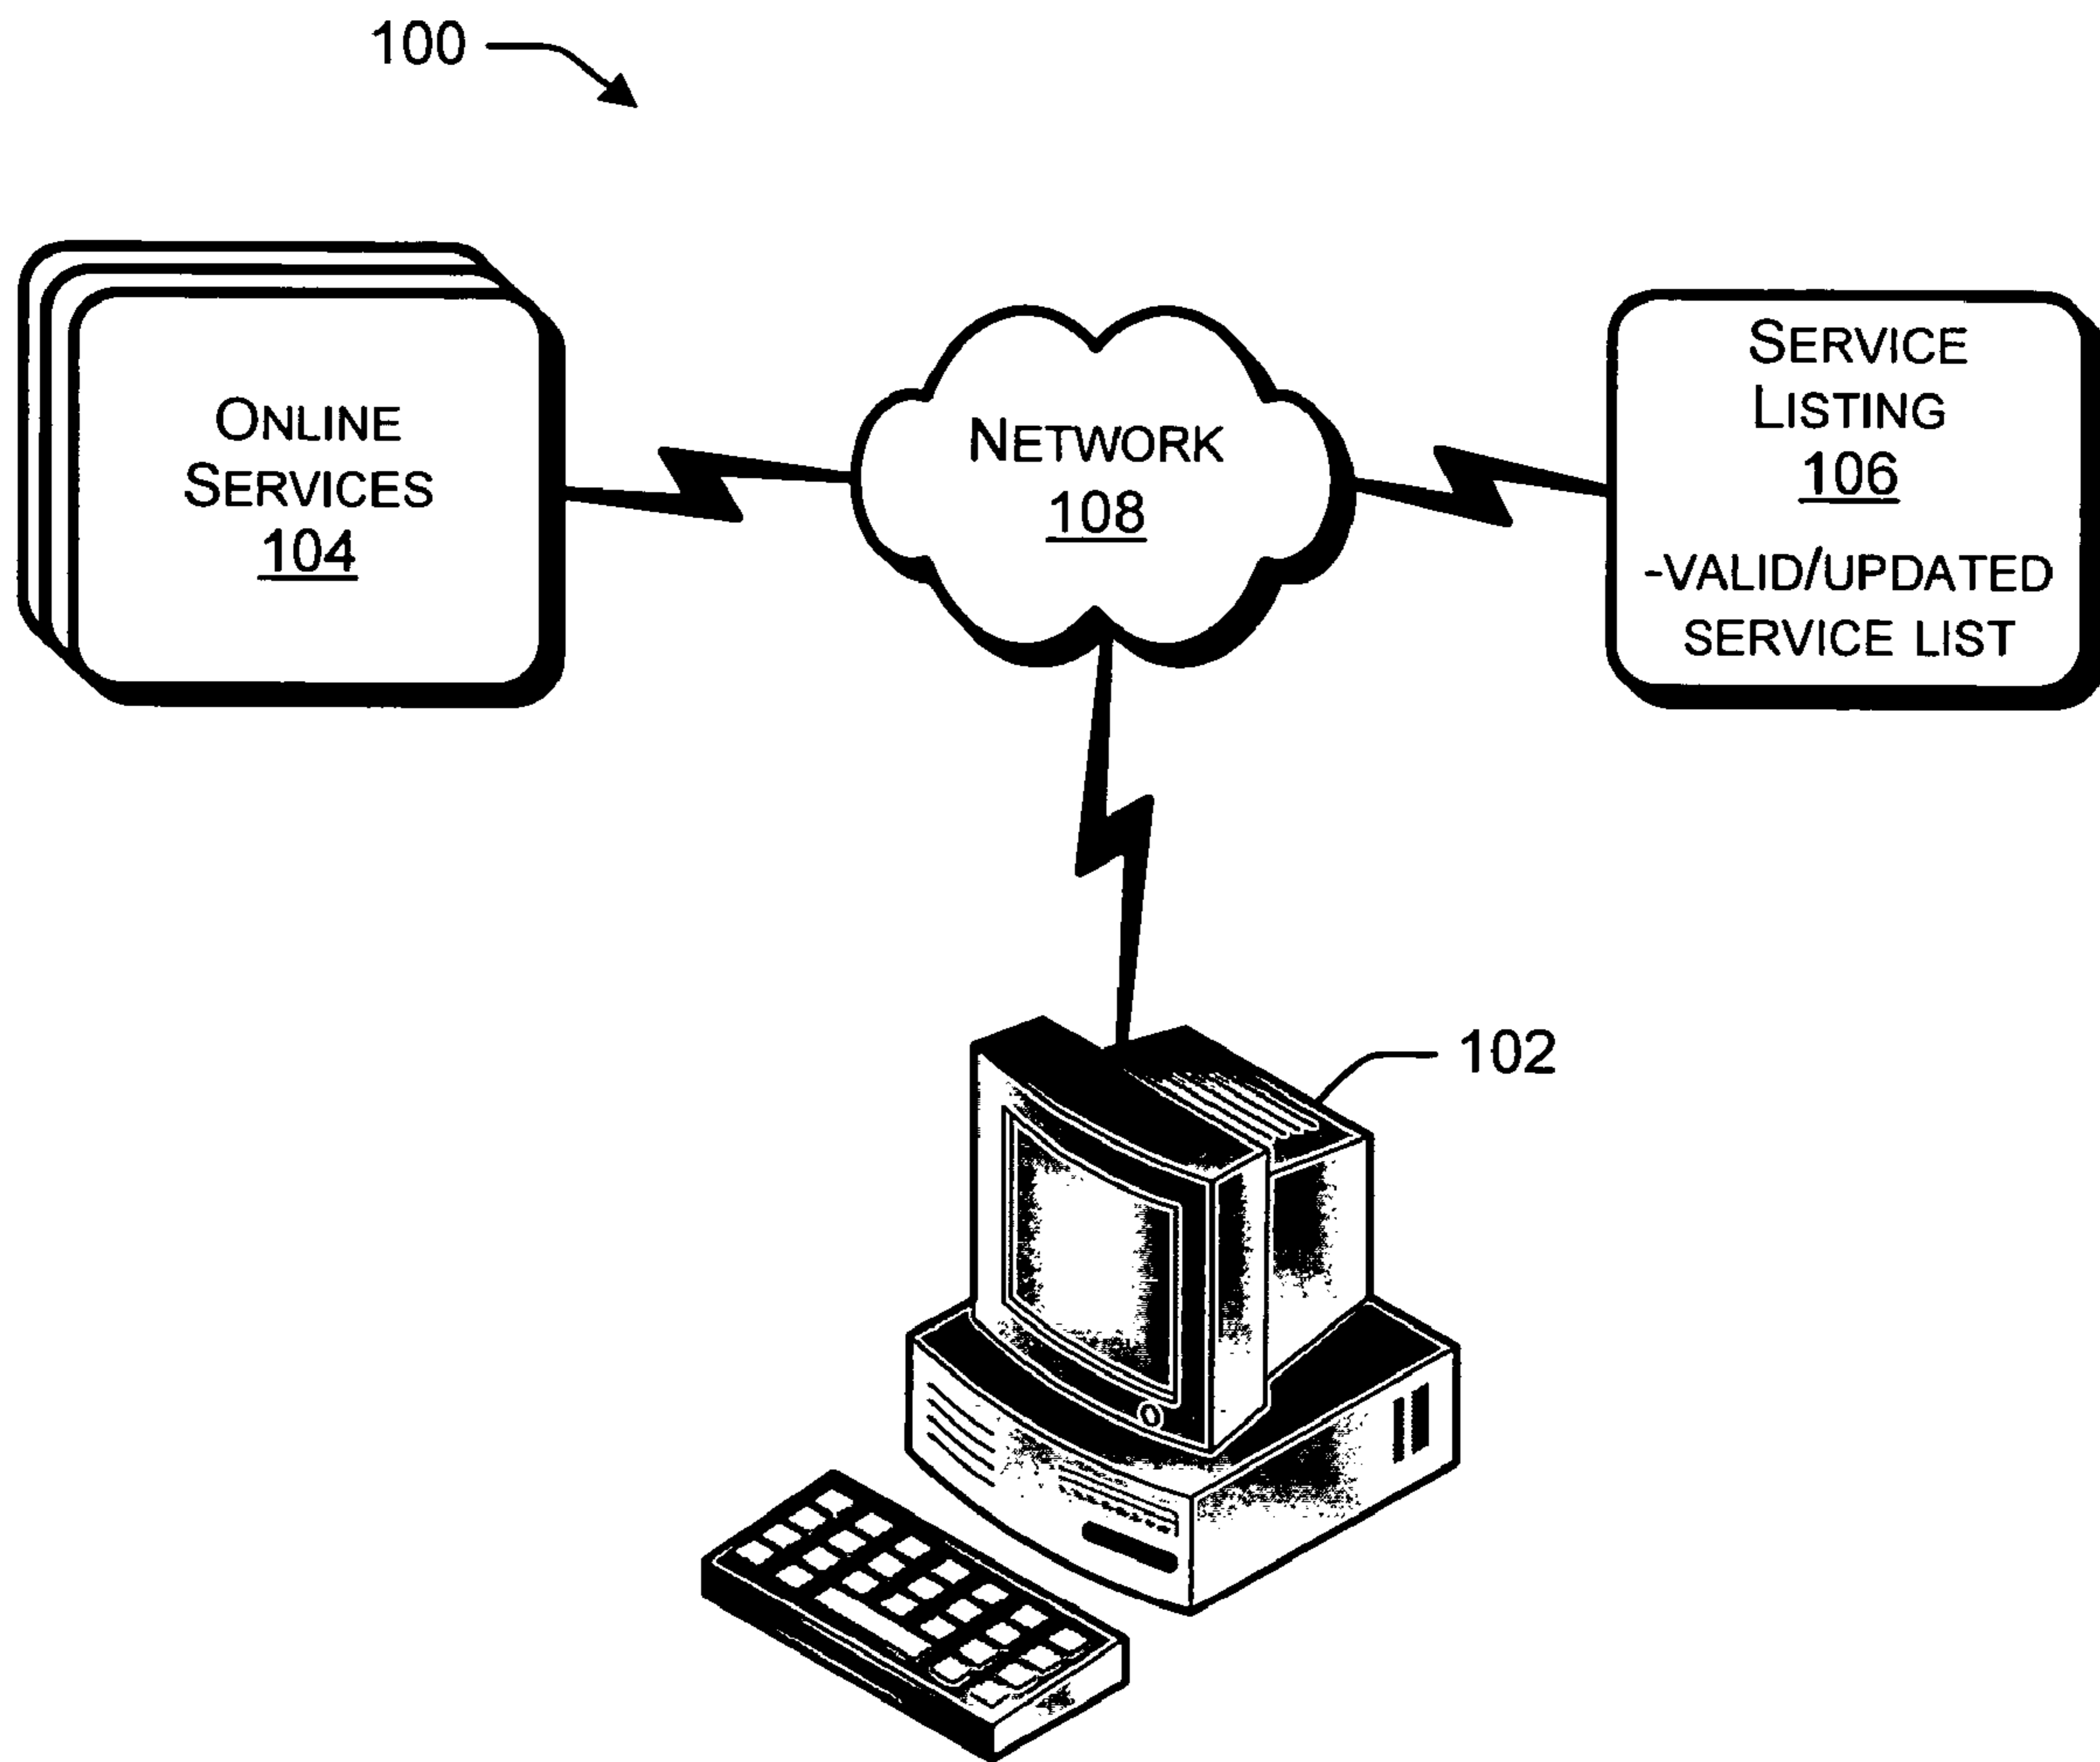 100
ONLINE
SERVICES
104
NETWORK
108
SERVICE
LISTING
106
-VALID/UPDATED
SERVICE LIST
102